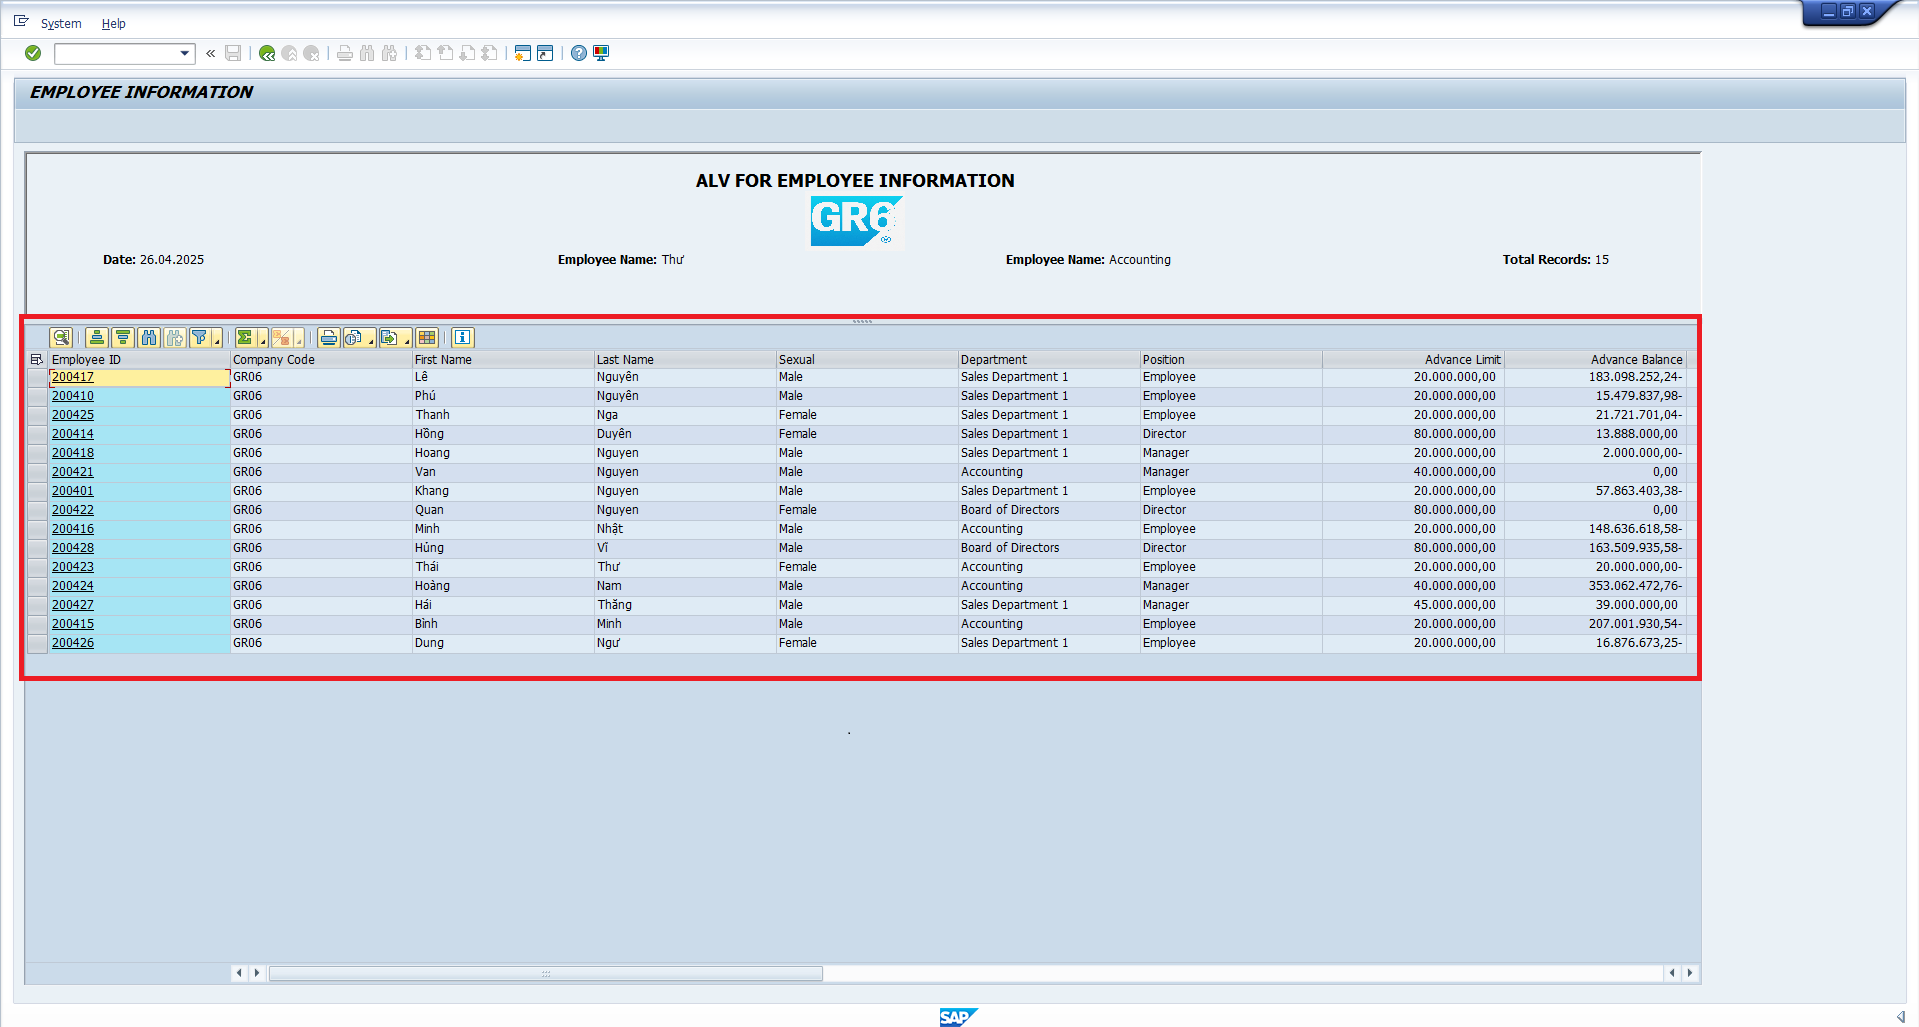 System Help
EMPLOYEE INFORMATION
ALV FOR EMPLOYEE INFORMATION
GR6
Date: 26.04.2025 Employee Name: Thư Employee Name: Accounting Total Records: 15
Employee ID Company Code First Name Last Name Sexual Department Position Advance Limit Advance Balance
200417 GR06 Lê Nguyên Male Sales Department 1 Employee 20.000.000,00 183.098.252,24-
200410 GR06 Phú Nguyên Male Sales Department 1 Employee 20.000.000,00 15.479.837,98-
200425 GR06 Thanh Nga Female Sales Department 1 Employee 20.000.000,00 21.721.701,04-
200414 GR06 Hồng Duyên Female Sales Department 1 Director 80.000.000,00 13.888.000,00
200418 GR06 Hoang Nguyen Male Sales Department 1 Manager 20.000.000,00 2.000.000,00-
200421 GR06 Van Nguyen Male Accounting Manager 40.000.000,00 0,00
200401 GR06 Khang Nguyen Male Sales Department 1 Employee 20.000.000,00 57.863.403,38-
200422 GR06 Quan Nguyen Female Board of Directors Director 80.000.000,00 0,00
200416 GR06 Minh Nhật Male Accounting Employee 20.000.000,00 148.636.618,58-
200428 GR06 Hùng Vĩ Male Board of Directors Director 80.000.000,00 163.509.935,58-
200423 GR06 Thái Thư Female Accounting Employee 20.000.000,00 20.000.000,00-
200424 GR06 Hoàng Nam Male Accounting Manager 40.000.000,00 353.062.472,76-
200427 GR06 Hải Thăng Male Sales Department 1 Manager 45.000.000,00 39.000.000,00
200415 GR06 Bình Minh Male Accounting Employee 20.000.000,00 207.001.930,54-
200426 GR06 Dung Ngư Female Sales Department 1 Employee 20.000.000,00 16.876.673,25-
SAP